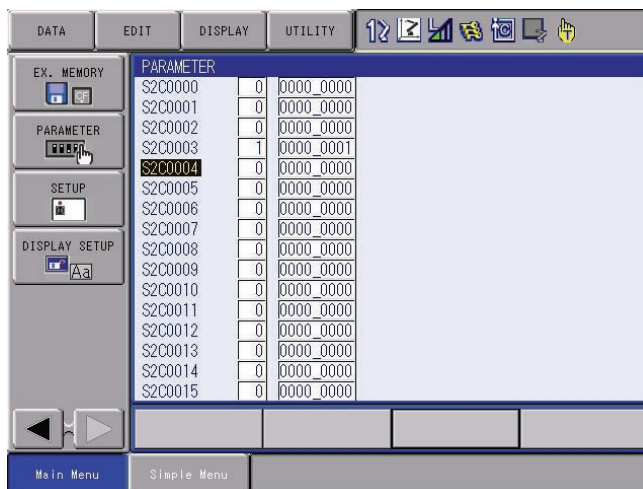 DATA EDIT DISPLAY UTILITY
EX. MEMORY
CF
PARAMETER
SETUP
DISPLAY SETUP
Aa
PARAMETER
S2C0000 0 0000_0000
S2C0001 0 0000_0000
S2C0002 0 0000_0000
S2C0003 1 0000_0001
S2C0004 0 0000_0000
S2C0005 0 0000_0000
S2C0006 0 0000_0000
S2C0007 0 0000_0000
S2C0008 0 0000_0000
S2C0009 0 0000_0000
S2C0010 0 0000_0000
S2C0011 0 0000_0000
S2C0012 0 0000_0000
S2C0013 0 0000_0000
S2C0014 0 0000_0000
S2C0015 0 0000_0000
Main Menu Simple Menu